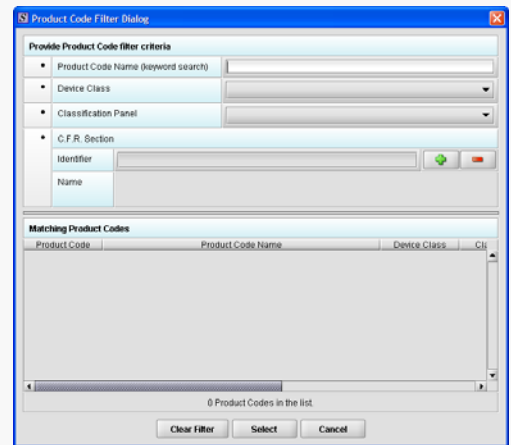 Product Code Filter Dialog
Provide Product Code filter criteria
Product Code Name (keyword search)
Device Class
Classification Panel
C.F.R. Section
Identifier
Name
Matching Product Codes
Product Code Product Code Name Device Class Cla
0 Product Codes in the list.
Clear Filter Select Cancel